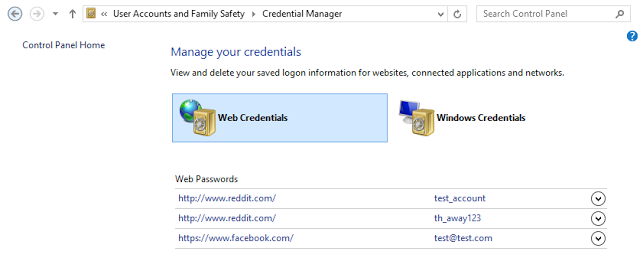 « User Accounts and Family Safety › Credential Manager
Search Control Panel
Control Panel Home
Manage your credentials
View and delete your saved logon information for websites, connected applications and networks.
Web Credentials
Windows Credentials
Web Passwords
http://www.reddit.com/ test_account
http://www.reddit.com/ th_away123
https://www.facebook.com/ test@test.com